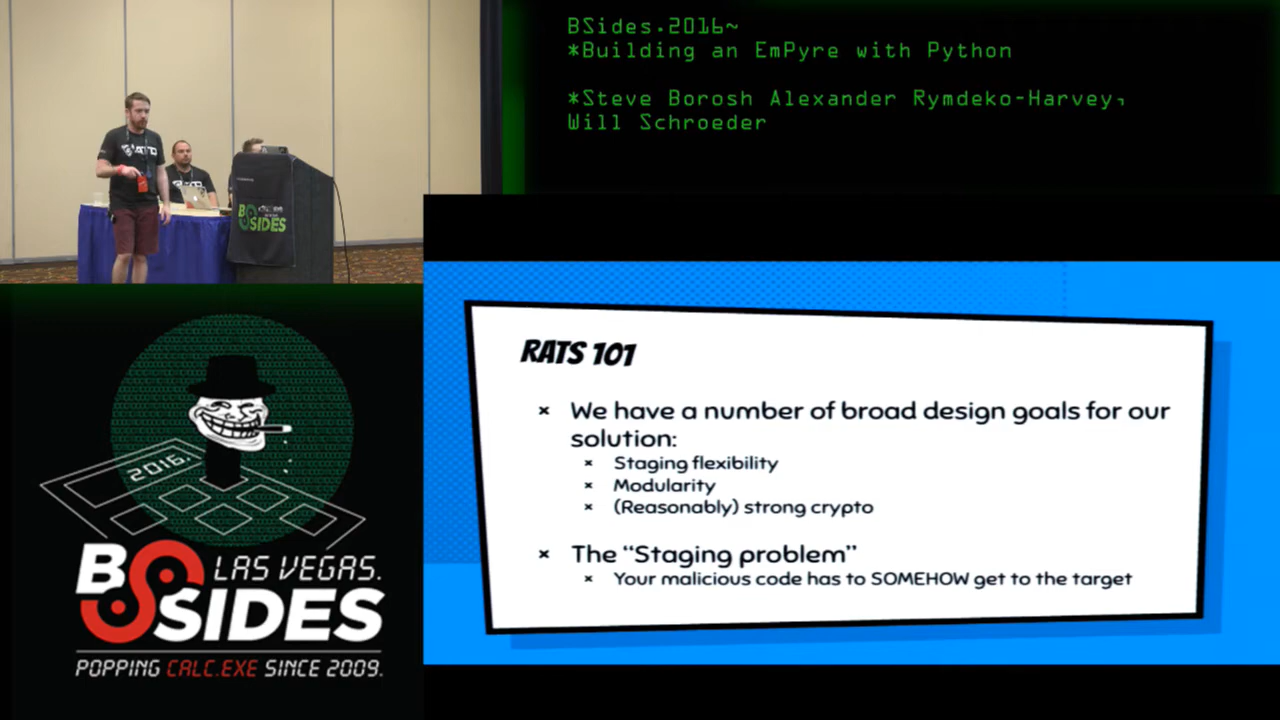 BSides.2016~
*Building an EmPyre with Python
*Steve Borosh Alexander Rymdeko-Harvey,
Will Schroeder
BSIDES
RATS 101
× We have a number of broad design goals for our
solution:
× Staging flexibility
× Modularity
× (Reasonably) strong crypto
× The “Staging problem”
× Your malicious code has to SOMEHOW get to the target
2016.
BSIDES
LAS VEGAS.
POPPING CALC.EXE SINCE 2009.